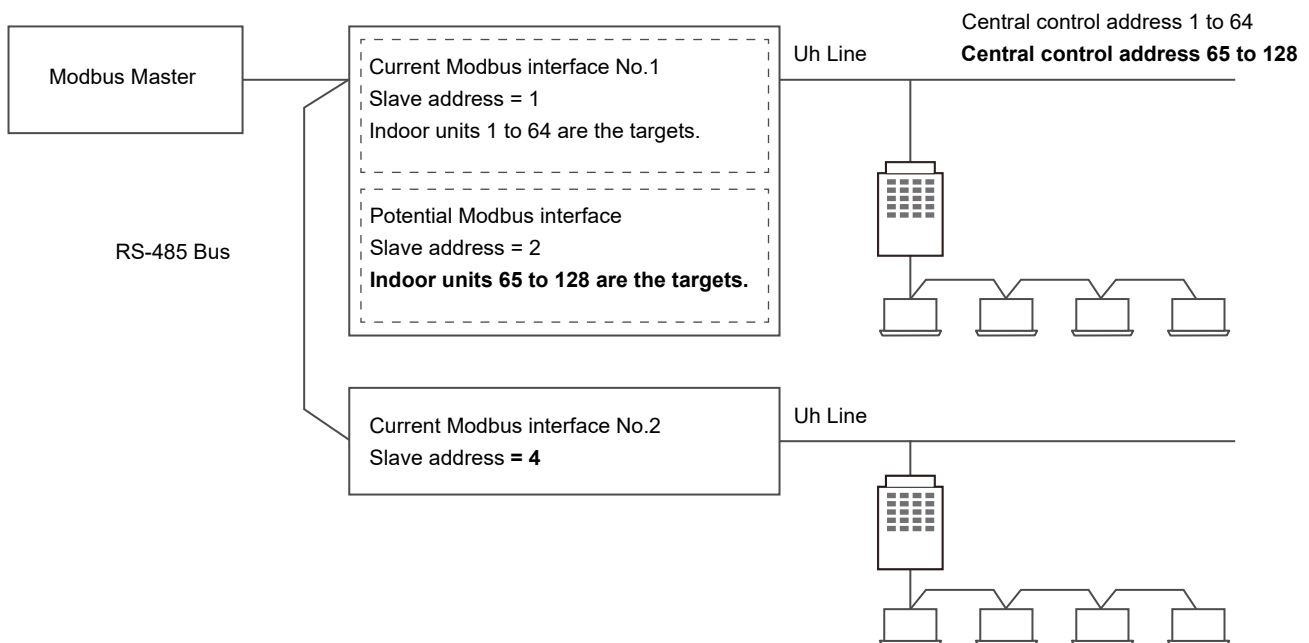 Central control address 1 to 64
Central control address 65 to 128
Uh Line
Modbus Master
Current Modbus interface No.1
Slave address = 1
Indoor units 1 to 64 are the targets.
Potential Modbus interface
Slave address = 2
Indoor units 65 to 128 are the targets.
RS-485 Bus
Uh Line
Current Modbus interface No.2
Slave address = 4